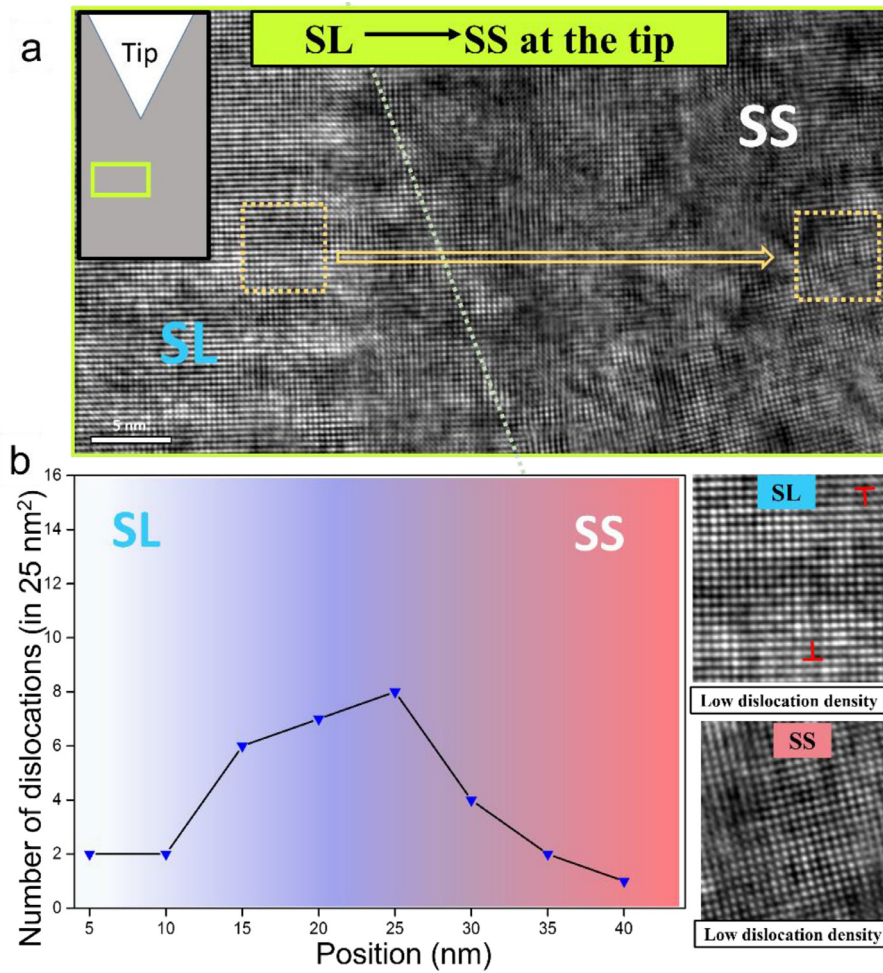 a
Tip
SL → SS at the tip
SS
SL
5 nm
b
16
14
12
10
8
6
4
2
0
Number of dislocations (in 25 nm²)
SL
SS
5 10 15 20 25 30 35 40
Position (nm)
SL
Low dislocation density
SS
Low dislocation density